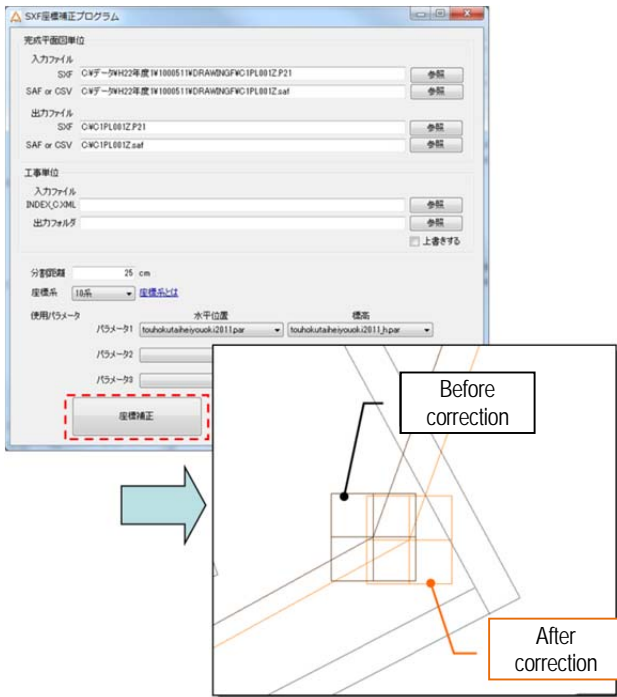 SXF座標補正プログラム
完成平面図単位
入力ファイル
SXF C:¥データ¥H22年度1¥1000511¥DRAWINGF¥C1PL001Z.P21 参照
SAF or CSV C:¥データ¥H22年度1¥1000511¥DRAWINGF¥C1PL001Z.saf 参照
出力ファイル
SXF C:¥C1PL001Z.P21 参照
SAF or CSV C:¥C1PL001Z.saf 参照
工事単位
入力ファイル
INDEX_C.XML 参照
出力フォルダ 参照
上書きする
分割距離 25 cm
座標系 10系 座標系とは
使用パラメータ 水平位置 標高
パラメータ1 touhokutaiheiyouoki2011.par touhokutaiheiyouoki2011_h.par
パラメータ2
パラメータ3
座標補正
Before
correction
After
correction